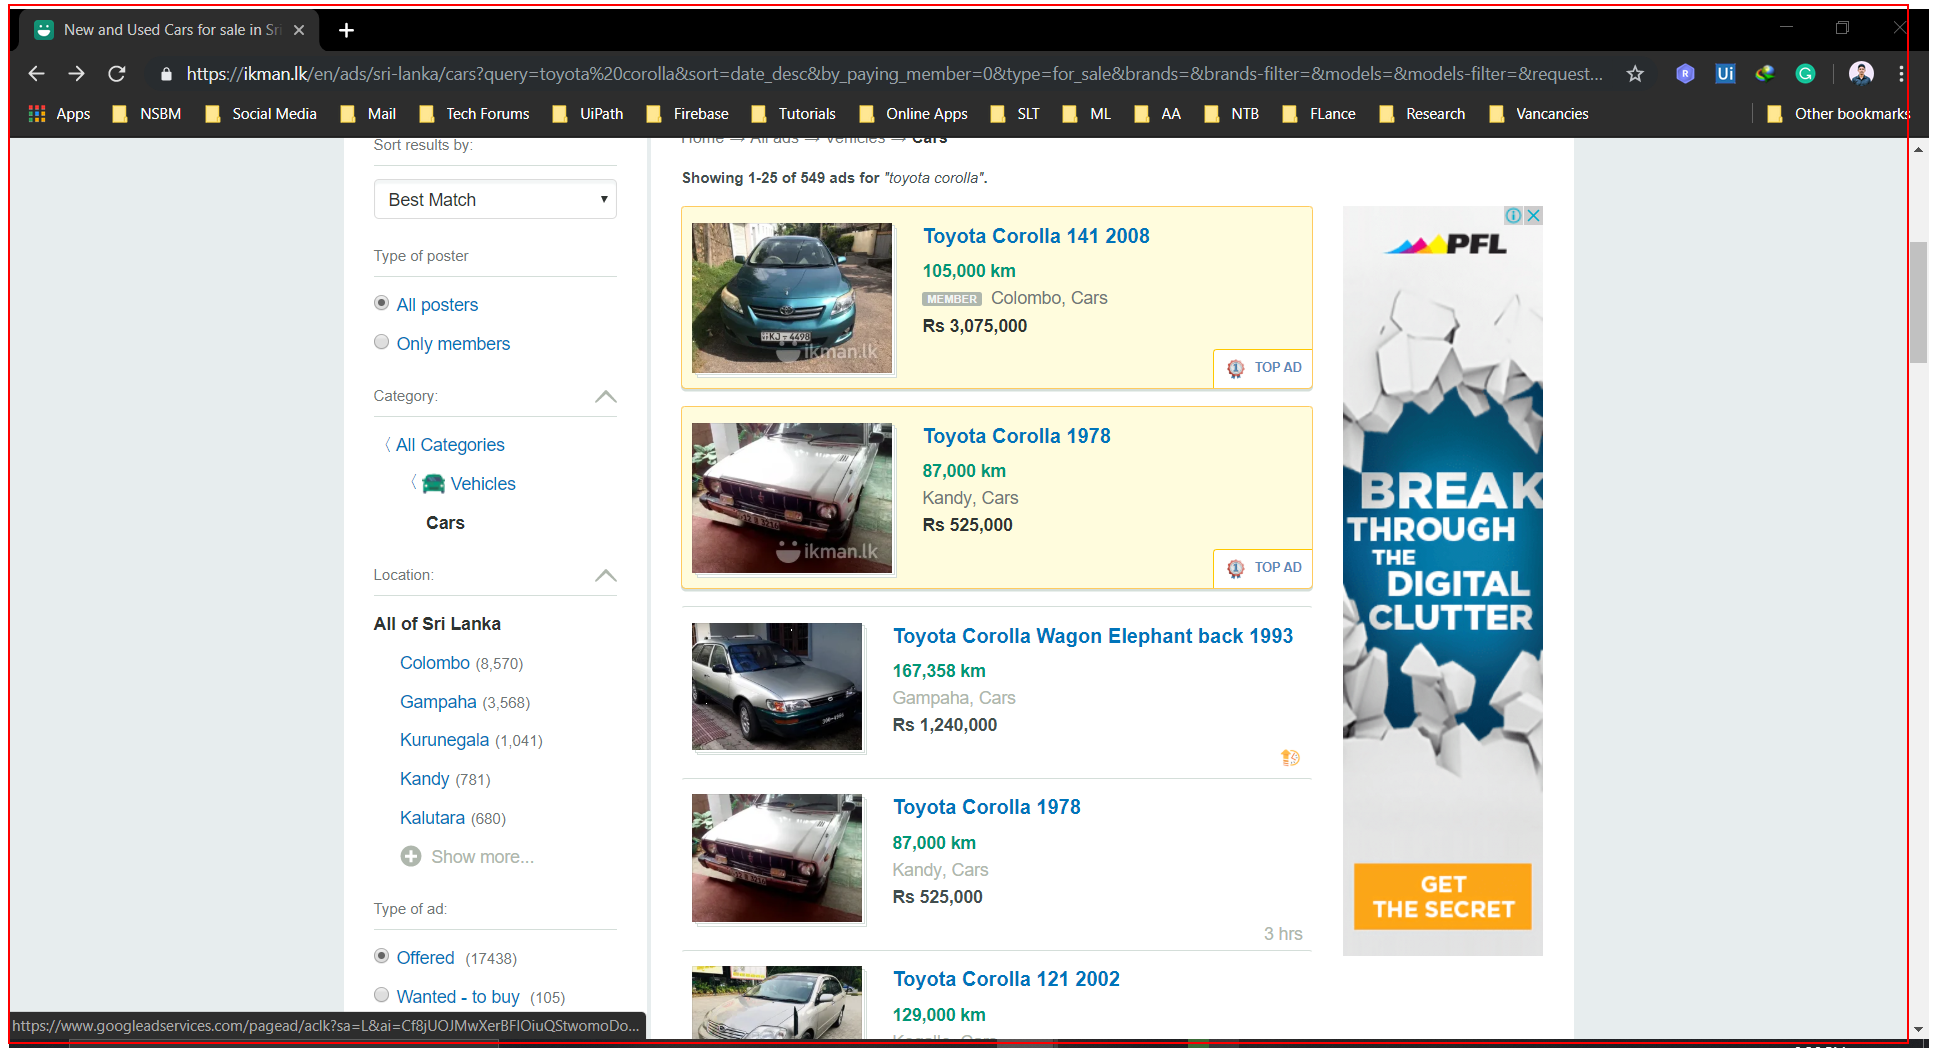 New and Used Cars for sale in Sri
https://ikman.lk/en/ads/sri-lanka/cars?query=toyota%20corolla&sort=date_desc&by_paying_member=0&type=for_sale&brands=&brands-filter=&models=&models-filter=&request...
Apps NSBM Social Media Mail Tech Forums UiPath Firebase Tutorials Online Apps SLT ML AA NTB FLance Research Vancancies Other bookmarks
Sort results by:
Best Match
Type of poster
All posters
Only members
Category:
All Categories
Vehicles
Cars
Location:
All of Sri Lanka
Colombo (8,570)
Gampaha (3,568)
Kurunegala (1,041)
Kandy (781)
Kalutara (680)
Show more...
Type of ad:
Offered (17438)
Wanted - to buy (105)
https://www.googleadservices.com/pagead/aclk?sa=L&ai=Cf8jUOJMwXerBFIOiuQStwomoDo...
Home → All ads → Vehicles → Cars
Showing 1-25 of 549 ads for "toyota corolla".
Toyota Corolla 141 2008
105,000 km
MEMBER Colombo, Cars
Rs 3,075,000
TOP AD
KJ-4498
ikman.lk
Toyota Corolla 1978
87,000 km
Kandy, Cars
Rs 525,000
TOP AD
ikman.lk
Toyota Corolla Wagon Elephant back 1993
167,358 km
Gampaha, Cars
Rs 1,240,000
Toyota Corolla 1978
87,000 km
Kandy, Cars
Rs 525,000
3 hrs
Toyota Corolla 121 2002
129,000 km
PFL
BREAK
THROUGH
THE
DIGITAL
CLUTTER
GET
THE SECRET